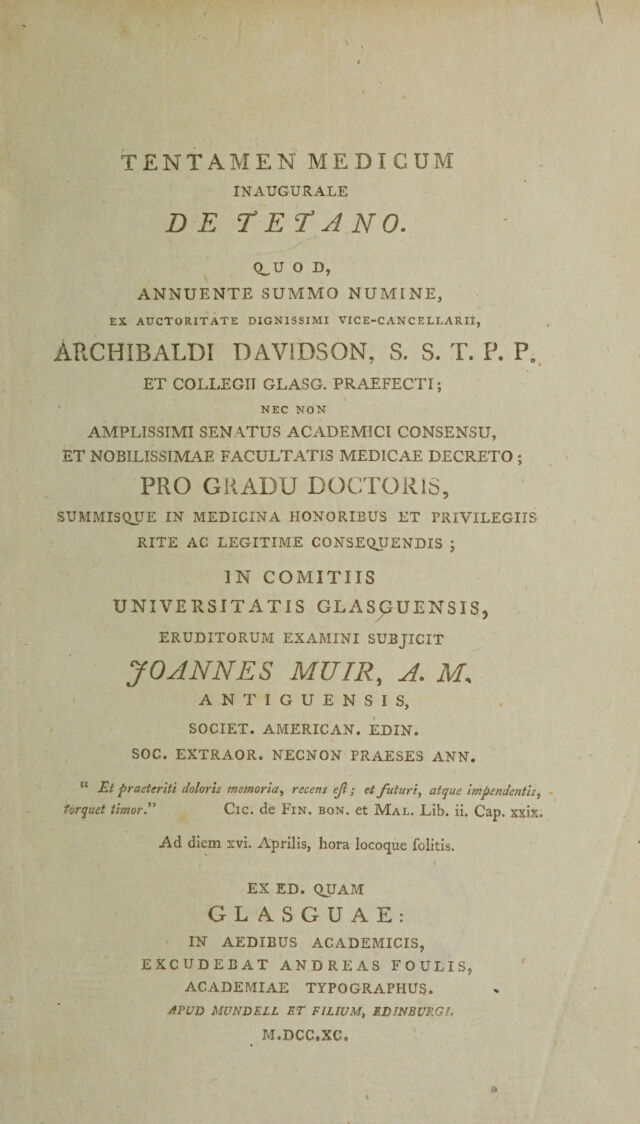 TENTAMEN MEDICUM
INAUGURALE
DE TETANO.
QUOD,
ANNUENTE SUMMO NUMINE,
EX AUCTORITATE DIGNISSIMI VICE-CANCELLARII,
ARCHIBALDI DAVIDSON, S. S. T. P. P.
ET COLLEGII GLASG. PRAEFECTI;
NEC NON
AMPLISSIMI SENATUS ACADEMICI CONSENSU,
ET NOBILISSIMAE FACULTATIS MEDICAE DECRETO;
PRO GRADU DOCTORIS,
SUMMISQUE IN MEDICINA HONORIBUS ET PRIVILEGIIS
RITE AC LEGITIME CONSEQUENDIS;
IN COMITIIS
UNIVERSITATIS GLASGUENSIS,
ERUDITORUM EXAMINI SUBJICIT
JOANNES MUIR, A. M.
ANTIGUENSIS,
SOCIET. AMERICAN. EDIN.
SOC. EXTRAOR. NECNON PRAESES ANN.
“ Et praeteriti doloris memoria, recens eſt; et futuri, atque impendentis,
torquet timor.” CIC. de FIN. BON. et MAL. Lib. ii. Cap. xxix.
Ad diem xvi. Aprilis, hora locoque ſolitis.
EX ED. QUAM
GLASGUAE:
IN AEDIBUS ACADEMICIS,
EXCUDEBAT ANDREAS FOULIS,
ACADEMIAE TYPOGRAPHUS.
APUD MUNDELL ET FILIUM, EDINBURGI.
M.DCC.XC.